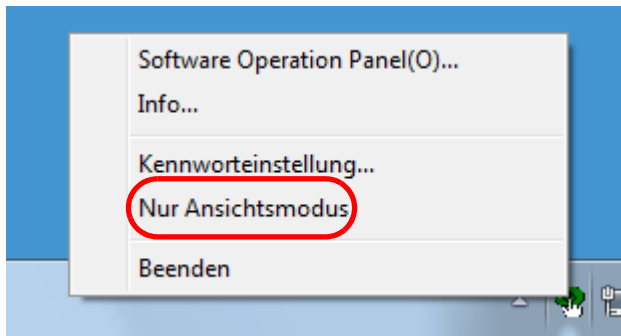 Software Operation Panel(O)...
Info...
Kennworteinstellung...
Nur Ansichtsmodus
Beenden